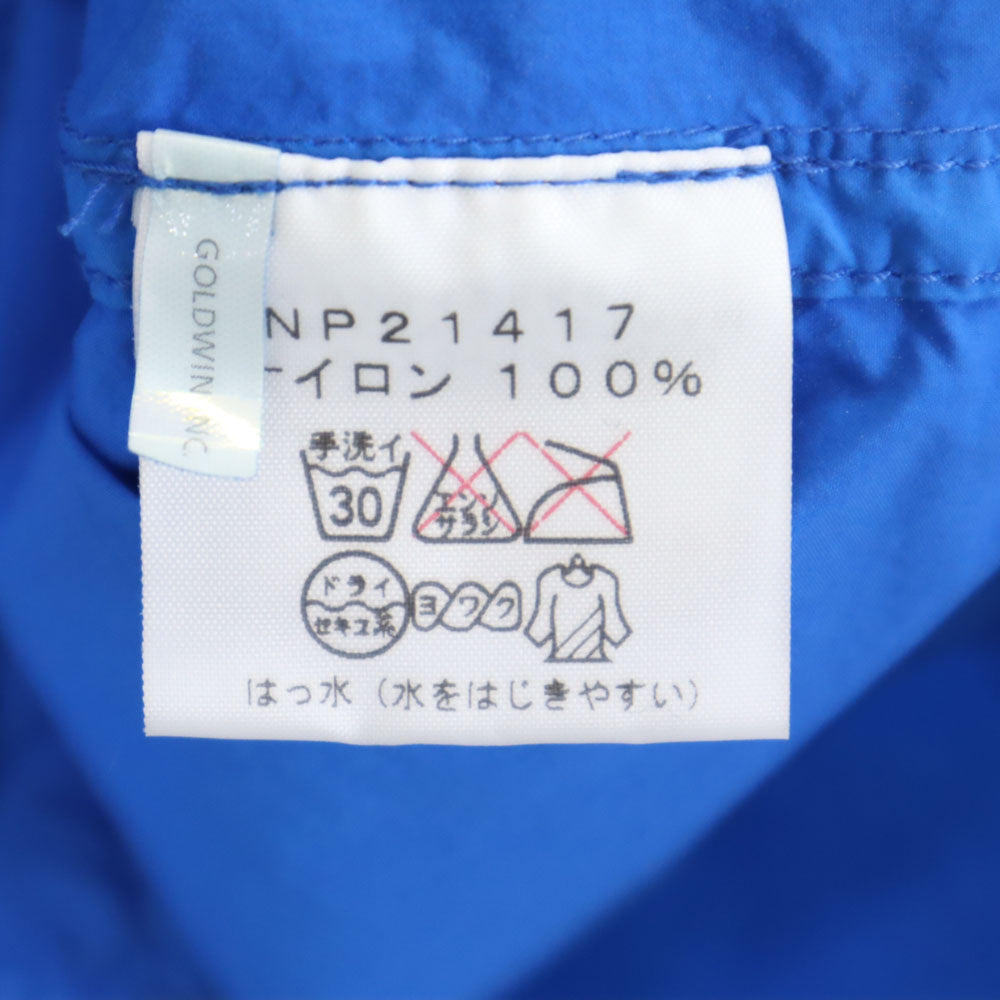 GOLDWIN INC.
NP21417
ナイロン 100%
手洗イ
30
エンソ
サラシ
ドライ
セキユ系
ヨワク
はっ水（水をはじきやすい）